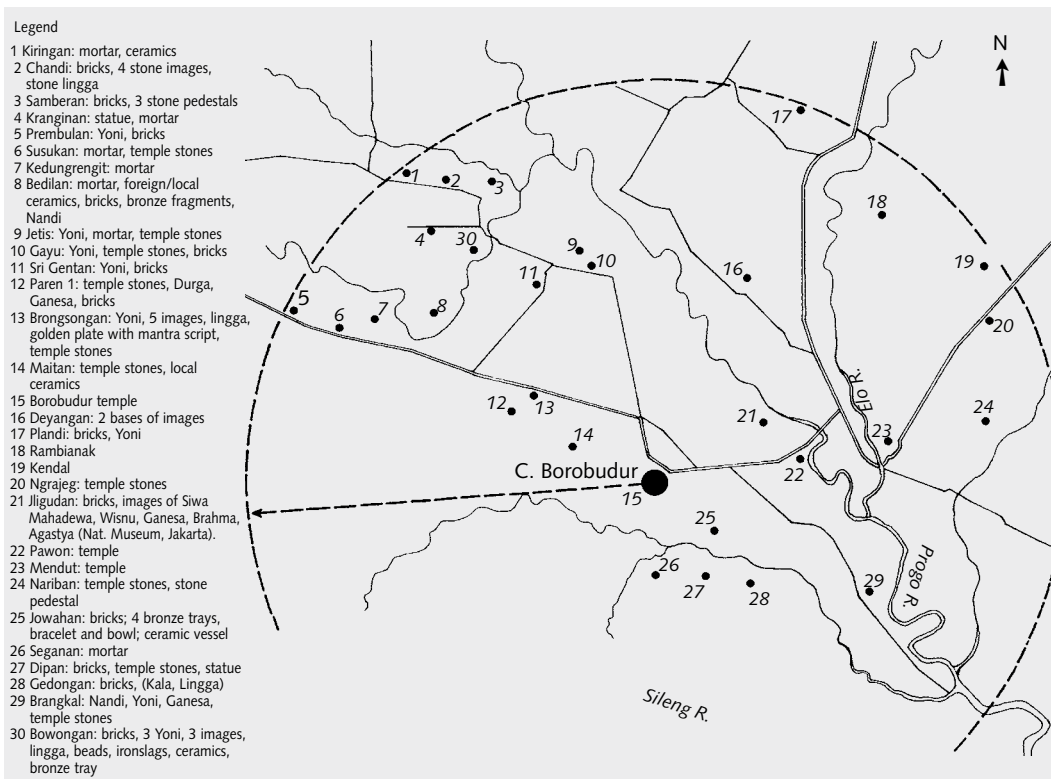 Legend
1 Kiringan: mortar, ceramics
2 Chandi: bricks, 4 stone images,
stone lingga
3 Samberan: bricks, 3 stone pedestals
4 Kranginan: statue, mortar
5 Prembulan: Yoni, bricks
6 Susukan: mortar, temple stones
7 Kedungrengit: mortar
8 Bedilan: mortar, foreign/local
ceramics, bricks, bronze fragments,
Nandi
9 Jetis: Yoni, mortar, temple stones
10 Gayu: Yoni, temple stones, bricks
11 Sri Gentan: Yoni, bricks
12 Paren 1: temple stones, Durga,
Ganesa, bricks
13 Brongsongan: Yoni, 5 images, lingga,
golden plate with mantra script,
temple stones
14 Maitan: temple stones, local
ceramics
15 Borobudur temple
16 Deyangan: 2 bases of images
17 Plandi: bricks, Yoni
18 Rambianak
19 Kendal
20 Ngrajeg: temple stones
21 Jligudan: bricks, images of Siwa
Mahadewa, Wisnu, Ganesa, Brahma,
Agastya (Nat. Museum, Jakarta).
22 Pawon: temple
23 Mendut: temple
24 Nariban: temple stones, stone
pedestal
25 Jowahan: bricks; 4 bronze trays,
bracelet and bowl; ceramic vessel
26 Seganan: mortar
27 Dipan: bricks, temple stones, statue
28 Gedongan: bricks, (Kala, Lingga)
29 Brangkal: Nandi, Yoni, Ganesa,
temple stones
30 Bowongan: bricks, 3 Yoni, 3 images,
lingga, beads, ironslags, ceramics,
bronze tray
N
17
1
2
3
18
4
30
9
10
19
16
11
5
6
7
8
20
Elo R.
12
13
21
24
14
23
22
C. Borobudur
15
25
26
27
28
29
Progo R.
Sileng R.